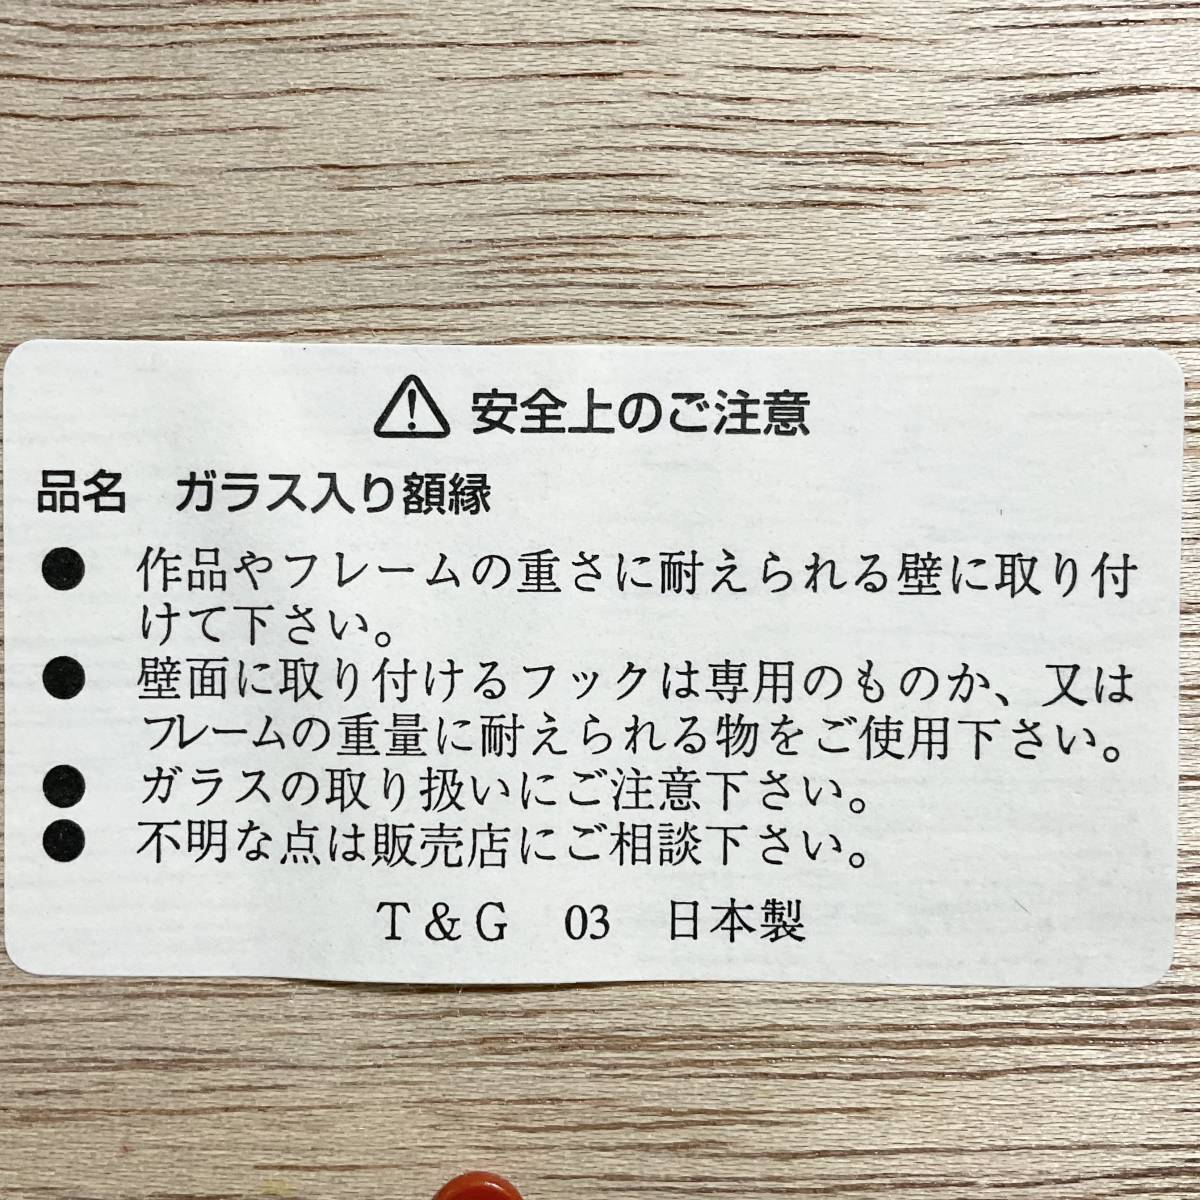 ⚠ 安全上のご注意
品名 ガラス入り額縁
● 作品やフレームの重さに耐えられる壁に取り付
けて下さい。
● 壁面に取り付けるフックは専用のものか、又は
フレームの重量に耐えられる物をご使用下さい。
● ガラスの取り扱いにご注意下さい。
● 不明な点は販売店にご相談下さい。
T&G 03 日本製